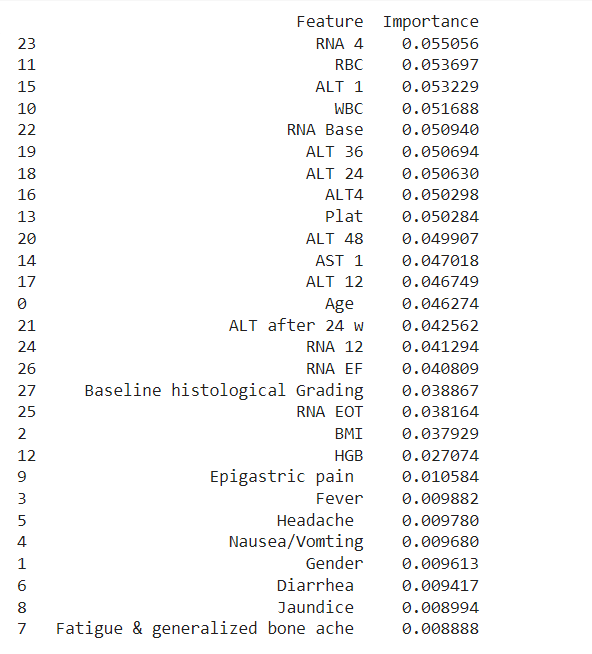 Feature Importance
23 RNA 4 0.055056
11 RBC 0.053697
15 ALT 1 0.053229
10 WBC 0.051688
22 RNA Base 0.050940
19 ALT 36 0.050694
18 ALT 24 0.050630
16 ALT4 0.050298
13 Plat 0.050284
20 ALT 48 0.049907
14 AST 1 0.047018
17 ALT 12 0.046749
0 Age 0.046274
21 ALT after 24 w 0.042562
24 RNA 12 0.041294
26 RNA EF 0.040809
27 Baseline histological Grading 0.038867
25 RNA EOT 0.038164
2 BMI 0.037929
12 HGB 0.027074
9 Epigastric pain 0.010584
3 Fever 0.009882
5 Headache 0.009780
4 Nausea/Vomting 0.009680
1 Gender 0.009613
6 Diarrhea 0.009417
8 Jaundice 0.008994
7 Fatigue & generalized bone ache 0.008888